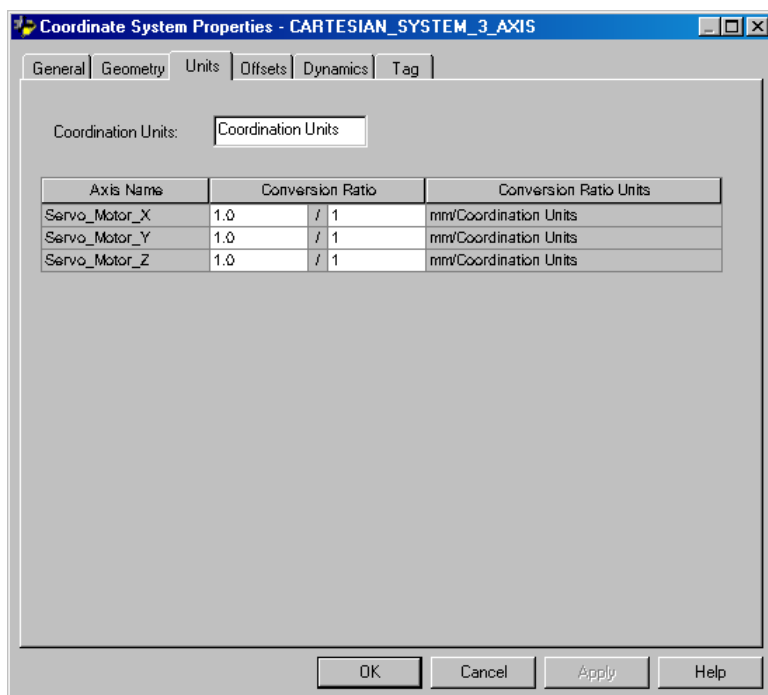 Coordinate System Properties - CARTESIAN_SYSTEM_3_AXIS
General Geometry Units Offsets Dynamics Tag
Coordination Units: Coordination Units
Axis Name Conversion Ratio Conversion Ratio Units
Servo_Motor_X 1.0 / 1 mm/Coordination Units
Servo_Motor_Y 1.0 / 1 mm/Coordination Units
Servo_Motor_Z 1.0 / 1 mm/Coordination Units
OK Cancel Apply Help